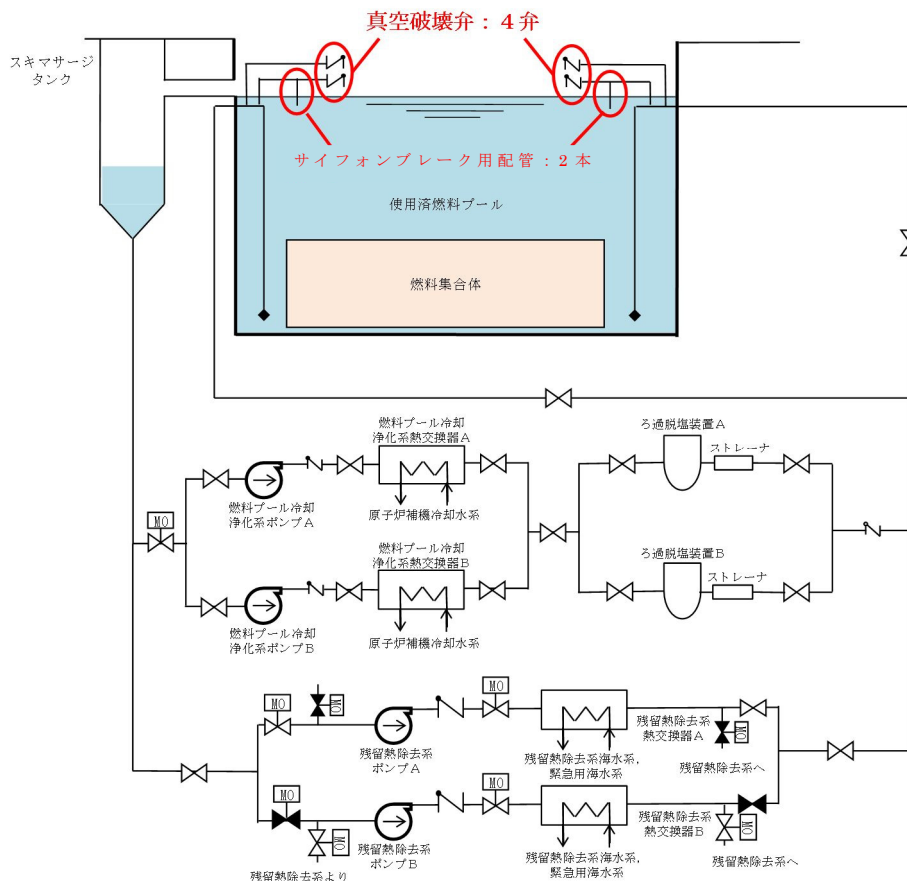 真空破壊弁：４弁
スキマサージ
タンク
サイフォンブレーク用配管：２本
使用済燃料プール
燃料集合体
燃料プール冷却
浄化系熱交換器Ａ
ろ過脱塩装置Ａ
ストレーナ
燃料プール冷却
浄化系ポンプＡ
原子炉補機冷却水系
MO
燃料プール冷却
浄化系熱交換器Ｂ
ろ過脱塩装置Ｂ
ストレーナ
燃料プール冷却
浄化系ポンプＢ
原子炉補機冷却水系
MO
MO
MO
残留熱除去系
ポンプＡ
残留熱除去系海水系，
緊急用海水系
残留熱除去系
熱交換器Ａ
MO
残留熱除去系へ
MO
MO
残留熱除去系
ポンプＢ
MO
残留熱除去系より
残留熱除去系海水系，
緊急用海水系
残留熱除去系
熱交換器Ｂ
MO
残留熱除去系へ